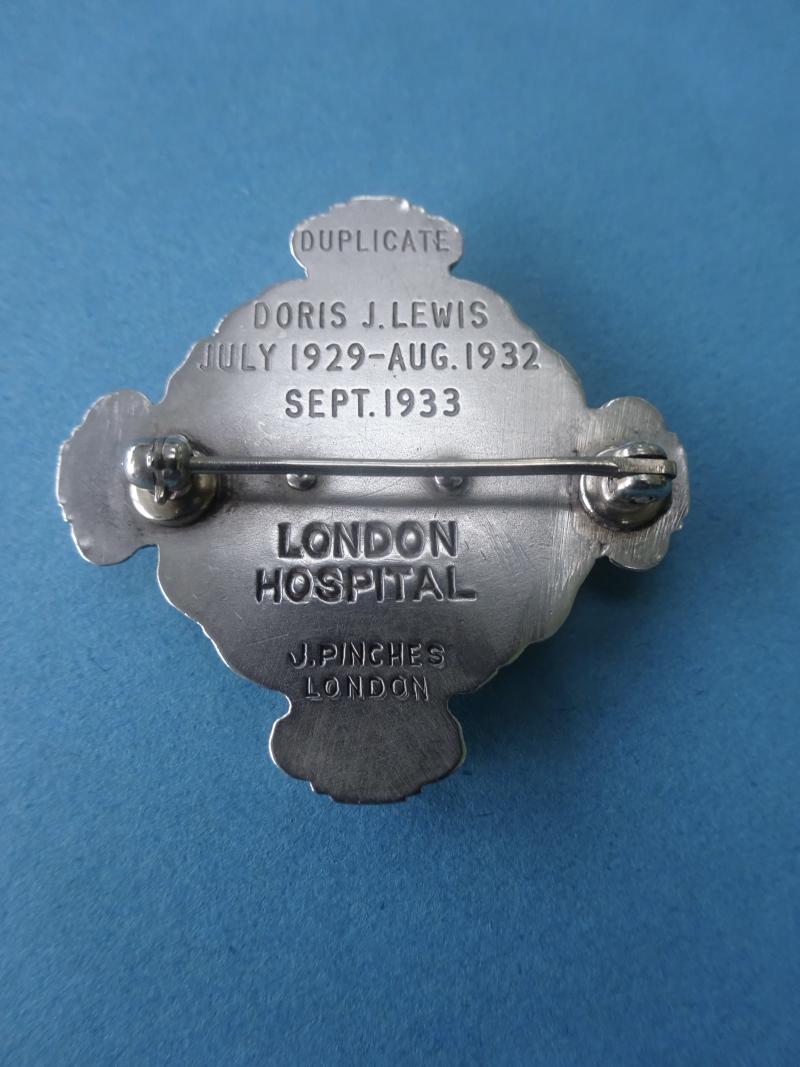 DUPLICATE
DORIS J. LEWIS
JULY 1929-AUG. 1932
SEPT. 1933
LONDON
HOSPITAL
J. PINCHES
LONDON